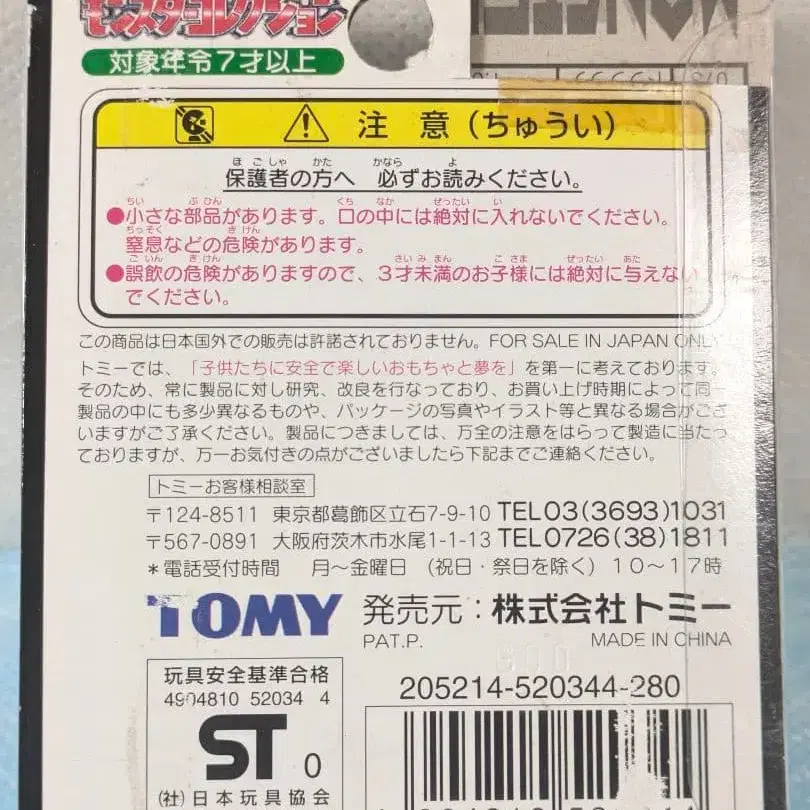 モンスターコレクション
対象年令7才以上
注意(ちゅうい)
保護者の方へ 必ずお読みください。
●小さな部品があります。口の中には絶対に入れないでください。
窒息などの危険があります。
●誤飲の危険がありますので、3才未満のお子様には絶対に与えない
でください。
この商品は日本国外での販売は許諾されておりません。FOR SALE IN JAPAN ONLY
トミーでは、「子供たちに安全で楽しいおもちゃと夢を」を第一に考えております。
そのため、常に製品に対し研究、改良を行なっており、お買い上げ時期によって同一
製品の中にも多少異なるものや、パッケージの写真やイラスト等と異なる場合がござ
いますがご了承ください。製品につきましては、万全の注意をはらって製造に当たっ
ておりますが、万一お気付きの点がございましたら下記までご連絡ください。
トミーお客様相談室
〒124-8511 東京都葛飾区立石7-9-10 TEL03(3693)1031
〒567-0891 大阪府茨木市水尾1-1-13 TEL0726(38)1811
*電話受付時間 月〜金曜日 (祝日・祭日を除く) 10〜17時
TOMY 発売元:株式会社トミー
PAT.P. MADE IN CHINA
玩具安全基準合格
4904810 52034 4
205214-520344-280
ST 0
(社)日本玩具協会